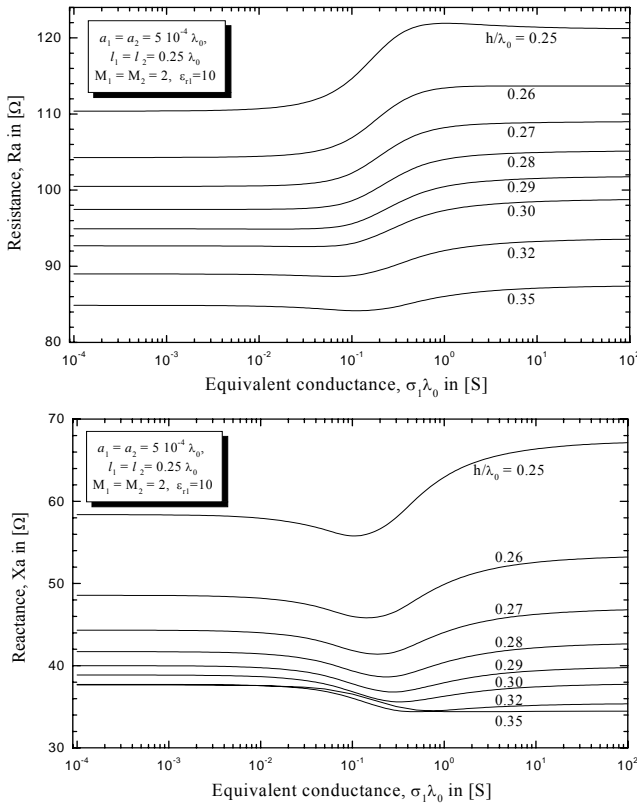 120
110
100
90
80
Resistance, Ra in [Ω]
a₁ = a₂ = 5 10⁻⁴ λ₀,
l₁ = l₂= 0.25 λ₀
M₁ = M₂ = 2, εᵣ₁=10
h/λ₀ = 0.25
0.26
0.27
0.28
0.29
0.30
0.32
0.35
10⁻⁴ 10⁻³ 10⁻² 10⁻¹ 10⁰ 10¹ 10²
Equivalent conductance, σ₁λ₀ in [S]
70
60
50
40
30
Reactance, Xa in [Ω]
a₁ = a₂ = 5 10⁻⁴ λ₀,
l₁ = l₂= 0.25 λ₀
M₁ = M₂ = 2, εᵣ₁=10
h/λ₀ = 0.25
0.26
0.27
0.28
0.29
0.30
0.32
0.35
10⁻⁴ 10⁻³ 10⁻² 10⁻¹ 10⁰ 10¹ 10²
Equivalent conductance, σ₁λ₀ in [S]